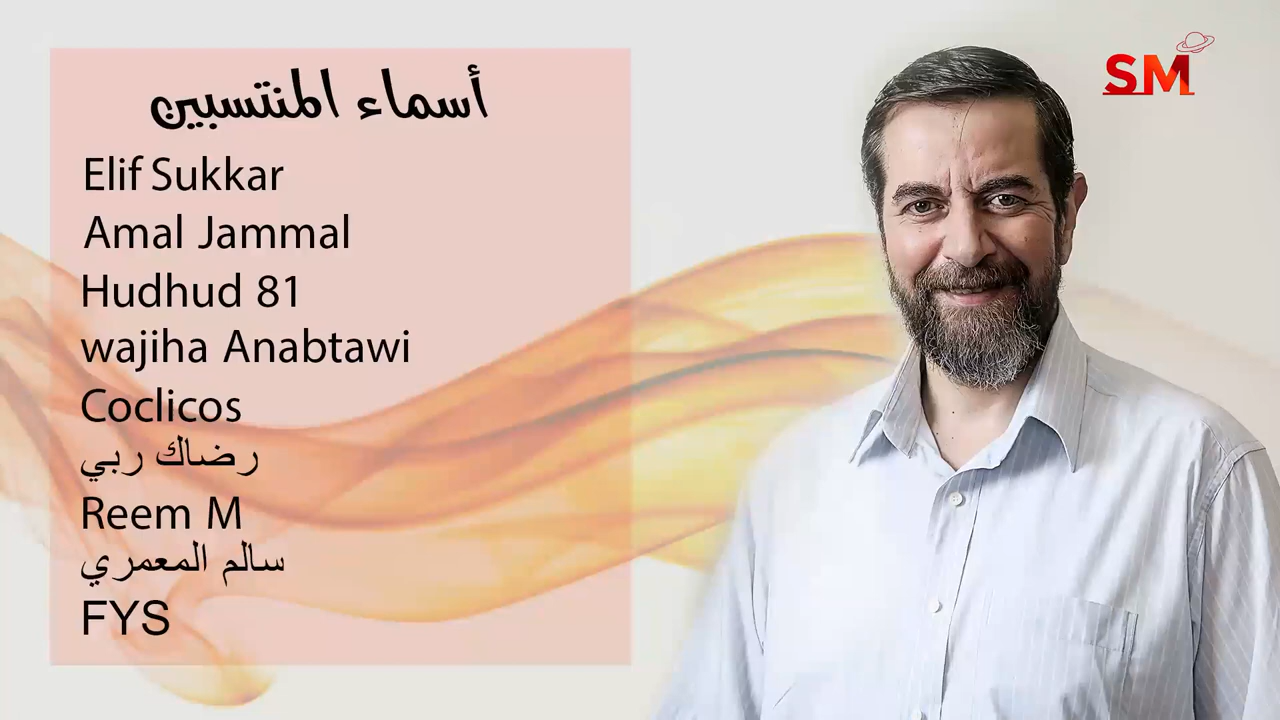 SM
أسماء المنتسبين
Elif Sukkar
Amal Jammal
Hudhud 81
wajiha Anabtawi
Coclicos
رضاك ربي
Reem M
سالم المعمري
FYS